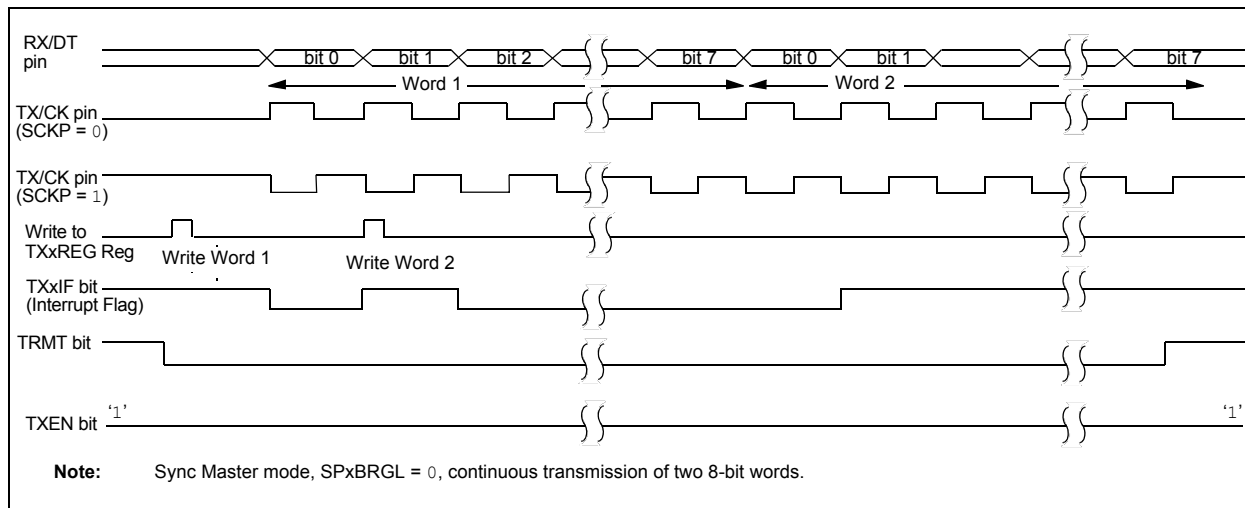 RX/DT
pin
bit 0 bit 1 bit 2 bit 7 bit 0 bit 1 bit 7
Word 1 Word 2
TX/CK pin
(SCKP = 0)
TX/CK pin
(SCKP = 1)
Write to
TXxREG Reg
Write Word 1 Write Word 2
TXxIF bit
(Interrupt Flag)
TRMT bit
TXEN bit ‘1’ ‘1’
Note: Sync Master mode, SPxBRGL = 0, continuous transmission of two 8-bit words.